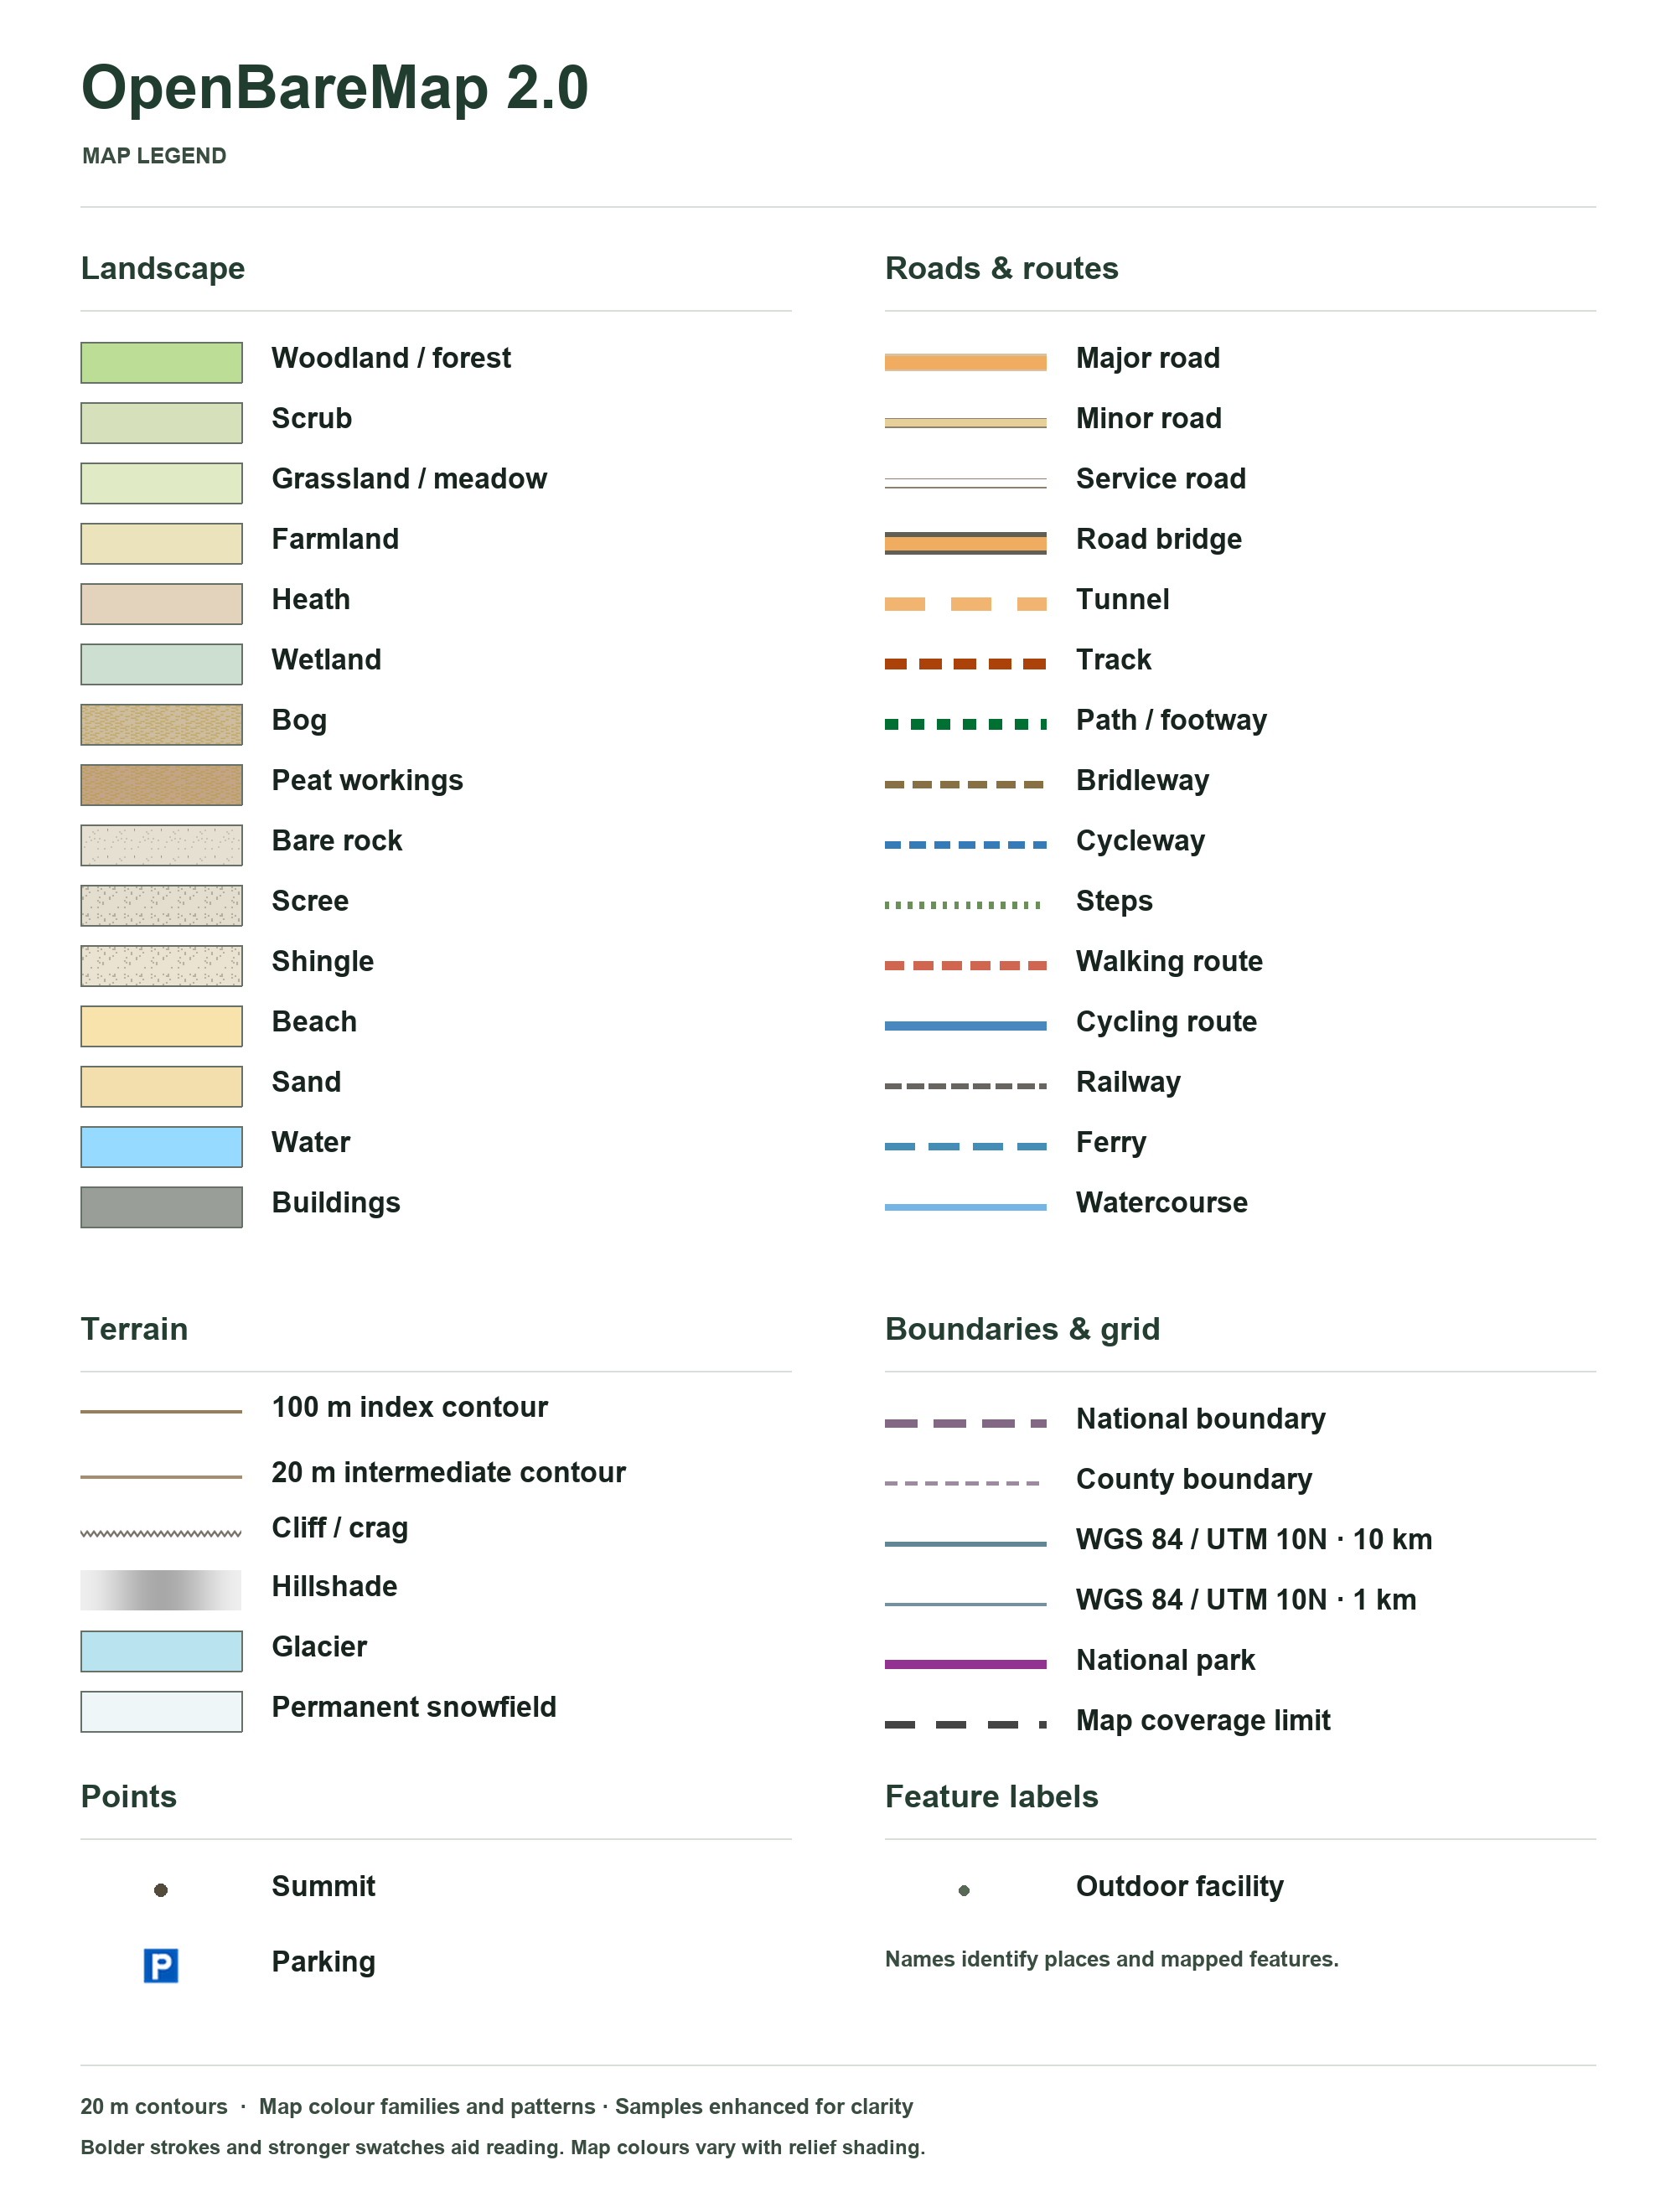 OpenBareMap 2.0
MAP LEGEND
Landscape
Woodland / forest
Scrub
Grassland / meadow
Farmland
Heath
Wetland
Bog
Peat workings
Bare rock
Scree
Shingle
Beach
Sand
Water
Buildings
Roads & routes
Major road
Minor road
Service road
Road bridge
Tunnel
Track
Path / footway
Bridleway
Cycleway
Steps
Walking route
Cycling route
Railway
Ferry
Watercourse
Terrain
100 m index contour
20 m intermediate contour
Cliff / crag
Hillshade
Glacier
Permanent snowfield
Boundaries & grid
National boundary
County boundary
WGS 84 / UTM 10N · 10 km
WGS 84 / UTM 10N · 1 km
National park
Map coverage limit
Points
Summit
P
Parking
Feature labels
Outdoor facility
Names identify places and mapped features.
20 m contours · Map colour families and patterns · Samples enhanced for clarity
Bolder strokes and stronger swatches aid reading. Map colours vary with relief shading.